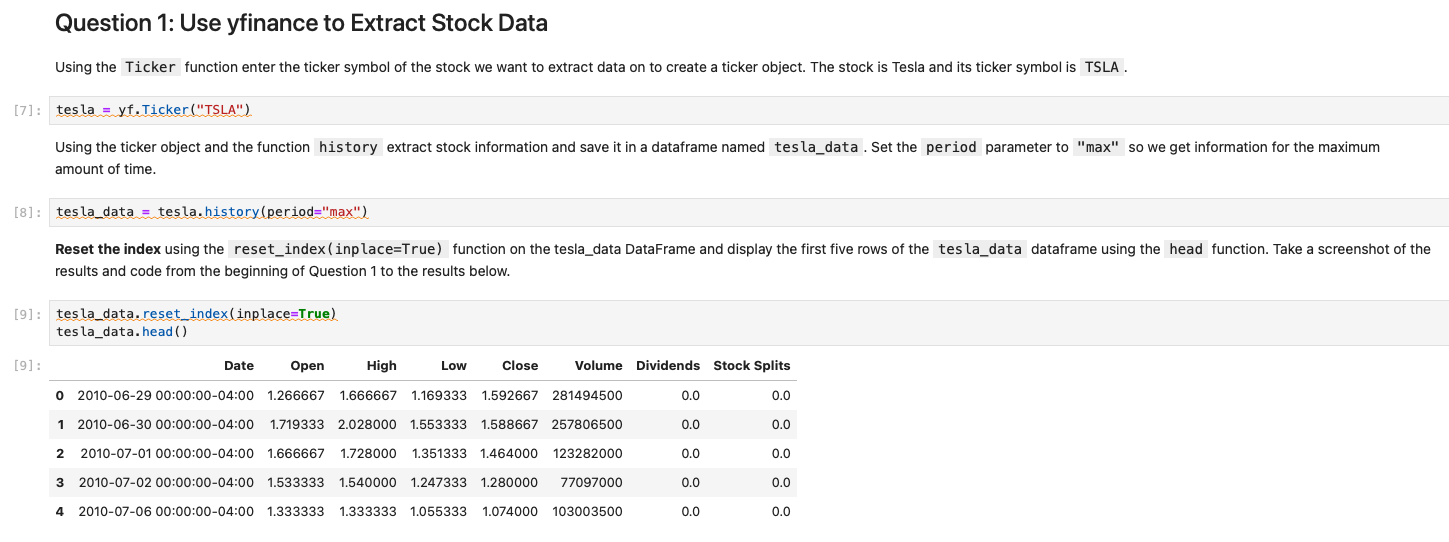 Question 1: Use yfinance to Extract Stock Data
Using the Ticker function enter the ticker symbol of the stock we want to extract data on to create a ticker object. The stock is Tesla and its ticker symbol is TSLA .
[7]: tesla = yf.Ticker("TSLA")
Using the ticker object and the function history extract stock information and save it in a dataframe named tesla_data . Set the period parameter to "max" so we get information for the maximum
amount of time.
[8]: tesla_data = tesla.history(period="max")
Reset the index using the reset_index(inplace=True) function on the tesla_data DataFrame and display the first five rows of the tesla_data dataframe using the head function. Take a screenshot of the
results and code from the beginning of Question 1 to the results below.
[9]: tesla_data.reset_index(inplace=True)
tesla_data.head()
[9]: Date Open High Low Close Volume Dividends Stock Splits
0 2010-06-29 00:00:00-04:00 1.266667 1.666667 1.169333 1.592667 281494500 0.0 0.0
1 2010-06-30 00:00:00-04:00 1.719333 2.028000 1.553333 1.588667 257806500 0.0 0.0
2 2010-07-01 00:00:00-04:00 1.666667 1.728000 1.351333 1.464000 123282000 0.0 0.0
3 2010-07-02 00:00:00-04:00 1.533333 1.540000 1.247333 1.280000 77097000 0.0 0.0
4 2010-07-06 00:00:00-04:00 1.333333 1.333333 1.055333 1.074000 103003500 0.0 0.0